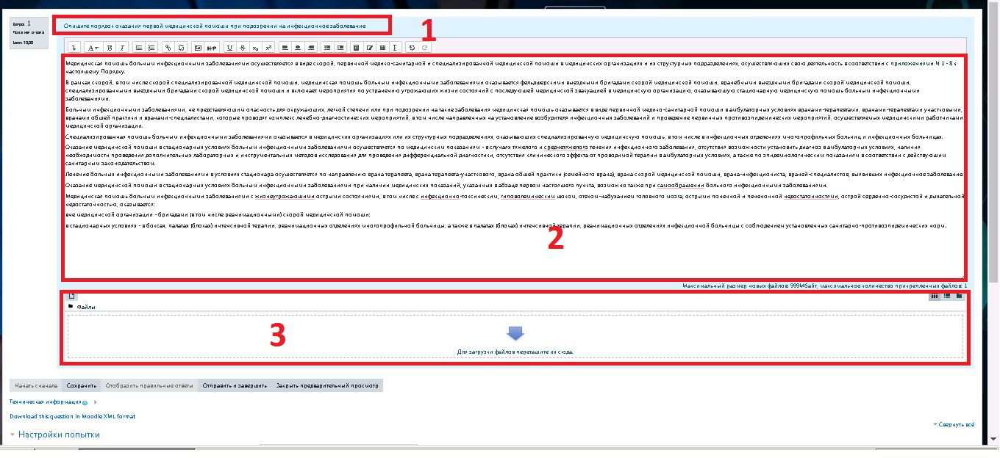 Вопрос 1
Пока нет ответа
Балл: 10,00
Опишите порядок оказания первой медицинской помощи при подозрении на инфекционное заболевание
1
Медицинская помощь больным инфекционными заболеваниями осуществляется в виде скорой, первичной медико-санитарной и специализированной медицинской помощи в медицинских организациях и их структурных подразделениях, осуществляющих свою деятельность в соответствии с приложениями N 1 - 8 к
настоящему Порядку.
В рамках скорой, в том числе скорой специализированной медицинской помощи, медицинская помощь больным инфекционными заболеваниями оказывается фельдшерскими выездными бригадами скорой медицинской помощи, врачебными выездными бригадами скорой медицинской помощи,
специализированными выездными бригадами скорой медицинской помощи и включает мероприятия по устранению угрожающих жизни состояний с последующей медицинской эвакуацией в медицинскую организацию, оказывающую стационарную медицинскую помощь больным инфекционными
заболеваниями.
Больным инфекционными заболеваниями, не представляющим опасность для окружающих, легкой степени или при подозрении на такие заболевания медицинская помощь оказывается в виде первичной медико-санитарной помощи в амбулаторных условиях врачами-терапевтами, врачами-терапевтами участковыми,
врачами общей практики и врачами-специалистами, которые проводят комплекс лечебно-диагностических мероприятий, в том числе направленных на установление возбудителя инфекционных заболеваний и проведение первичных противоэпидемических мероприятий, осуществляемых медицинскими работниками
медицинской организации.
Специализированная помощь больным инфекционными заболеваниями оказывается в медицинских организациях или их структурных подразделениях, оказывающих специализированную медицинскую помощь, в том числе в инфекционных отделениях многопрофильных больниц и инфекционных больницах.
Оказание медицинской помощи в стационарных условиях больным инфекционными заболеваниями осуществляется по медицинским показаниям - в случаях тяжелого и среднетяжелого течения инфекционного заболевания, отсутствия возможности установить диагноз в амбулаторных условиях, наличия
необходимости проведения дополнительных лабораторных и инструментальных методов исследования для проведения дифференциальной диагностики, отсутствия клинического эффекта от проводимой терапии в амбулаторных условиях, а также по эпидемиологическим показаниям в соответствии с действующим
санитарным законодательством.
Лечение больных инфекционными заболеваниями в условиях стационара осуществляется по направлению врача терапевта, врача терапевта-участкового, врача общей практики (семейного врача), врача скорой медицинской помощи, врача-инфекциониста, врачей-специалистов, выявивших инфекционное заболевание.
Оказание медицинской помощи в стационарных условиях больным инфекционными заболеваниями при наличии медицинских показаний, указанных в абзаце первом настоящего пункта, возможно также при самообращении больного инфекционными заболеваниями.
Медицинская помощь больным инфекционными заболеваниями с жизнеугрожающими острыми состояниями, в том числе с инфекционно-токсическим, гиповолемическим шоком, отеком-набуханием головного мозга, острыми почечной и печеночной недостаточностями, острой сердечно-сосудистой и дыхательной
недостаточностью, оказывается:
вне медицинской организации - бригадами (в том числе реанимационными) скорой медицинской помощи;
в стационарных условиях - в боксах, палатах (блоках) интенсивной терапии, реанимационных отделениях многопрофильной больницы, а также в палатах (блоках) интенсивной терапии, реанимационных отделениях инфекционной больницы с соблюдением установленных санитарно-противоэпидемических норм.
2
Максимальный размер новых файлов: 999Мбайт, максимальное количество прикрепленных файлов: 1
Файлы
3
Для загрузки файлов перетащите их сюда.
Начать сначала Сохранить Отобразить правильные ответы Отправить и завершить Закрыть предварительный просмотр
Техническая информация
Download this question in Moodle XML format
Свернуть всё
Настройки попытки